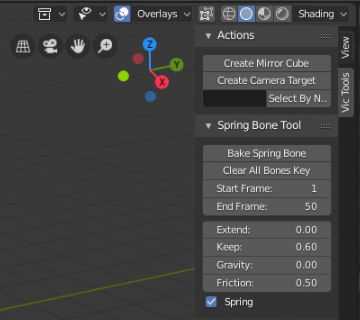 Overlays Shading
Z
Y
X
Actions
Create Mirror Cube
Create Camera Target
Select By N..
Spring Bone Tool
Bake Spring Bone
Clear All Bones Key
Start Frame: 1
End Frame: 50
Extend: 0.00
Keep: 0.60
Gravity: 0.00
Friction: 0.50
Spring
View
Vic Tools